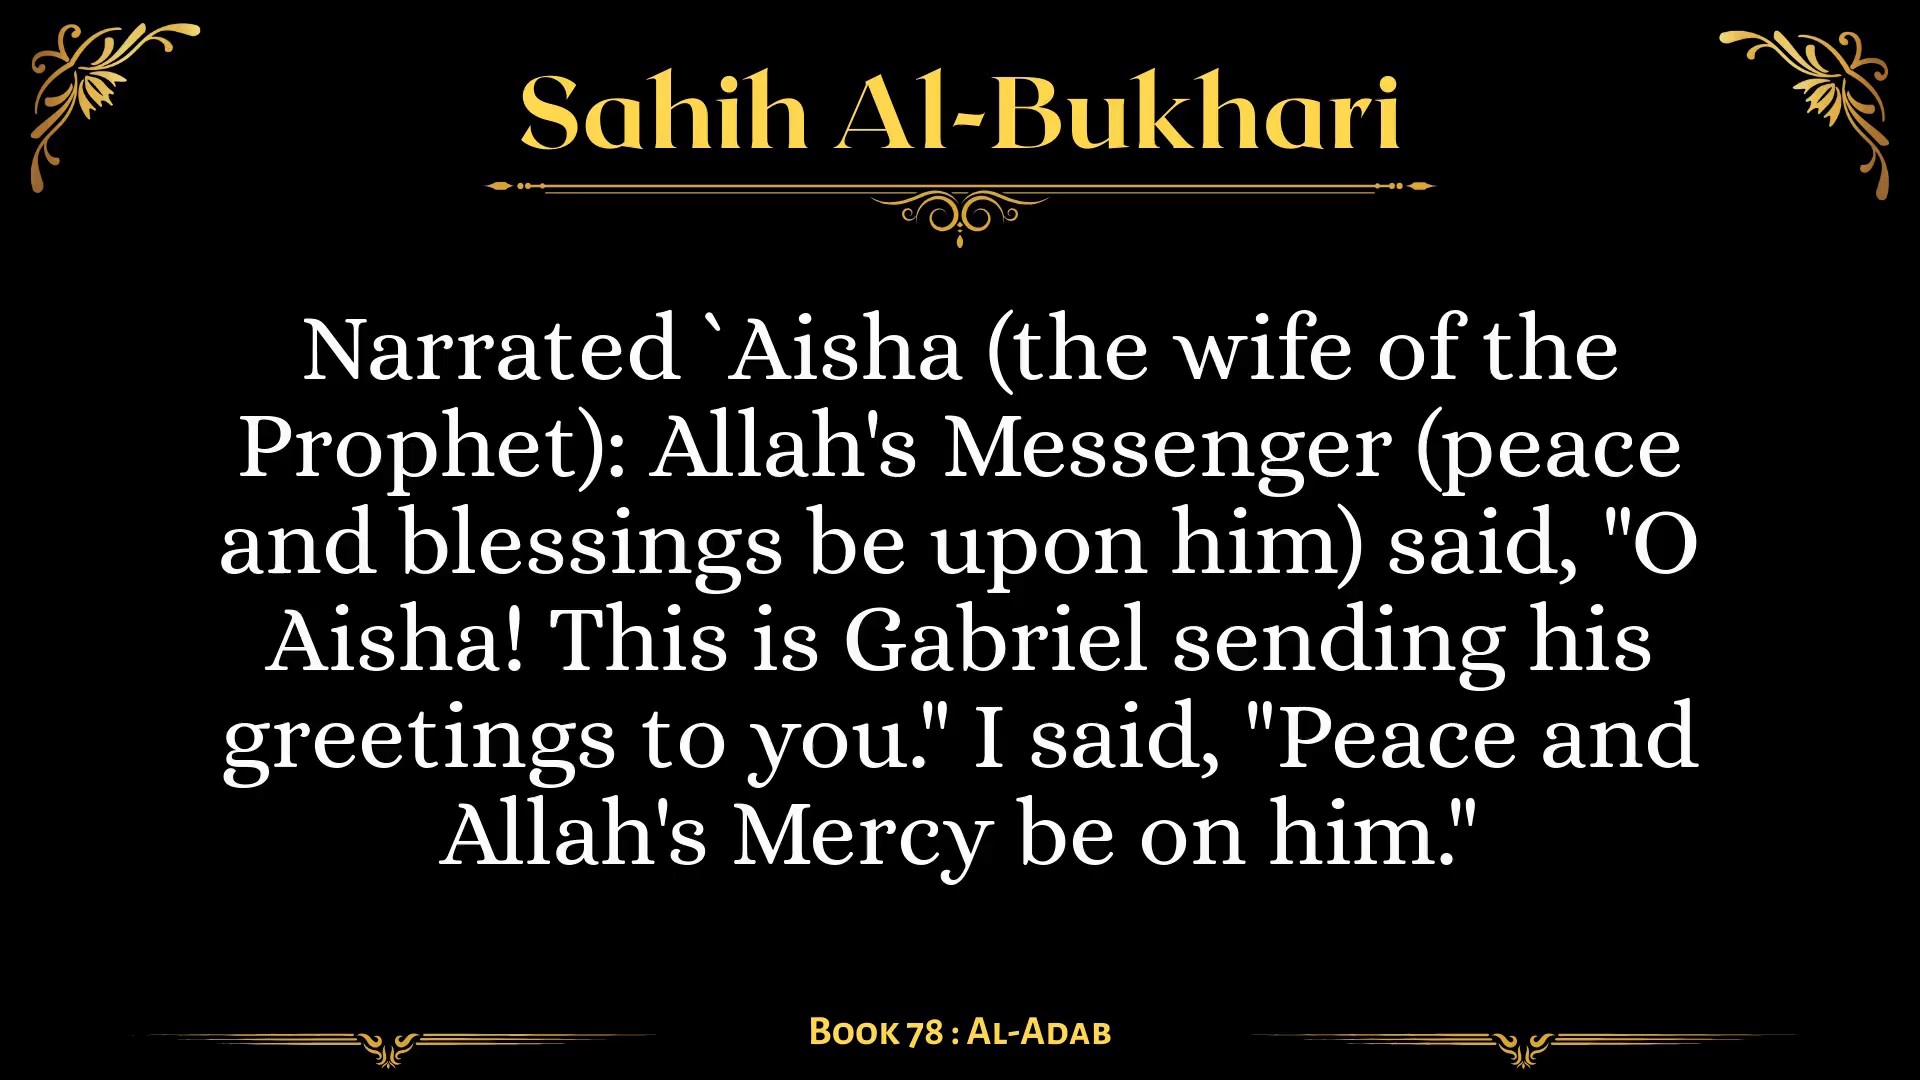 Sahih Al-Bukhari
Narrated `Aisha (the wife of the
Prophet): Allah's Messenger (peace
and blessings be upon him) said, "O
Aisha! This is Gabriel sending his
greetings to you." I said, "Peace and
Allah's Mercy be on him."
Book 78 : Al-Adab